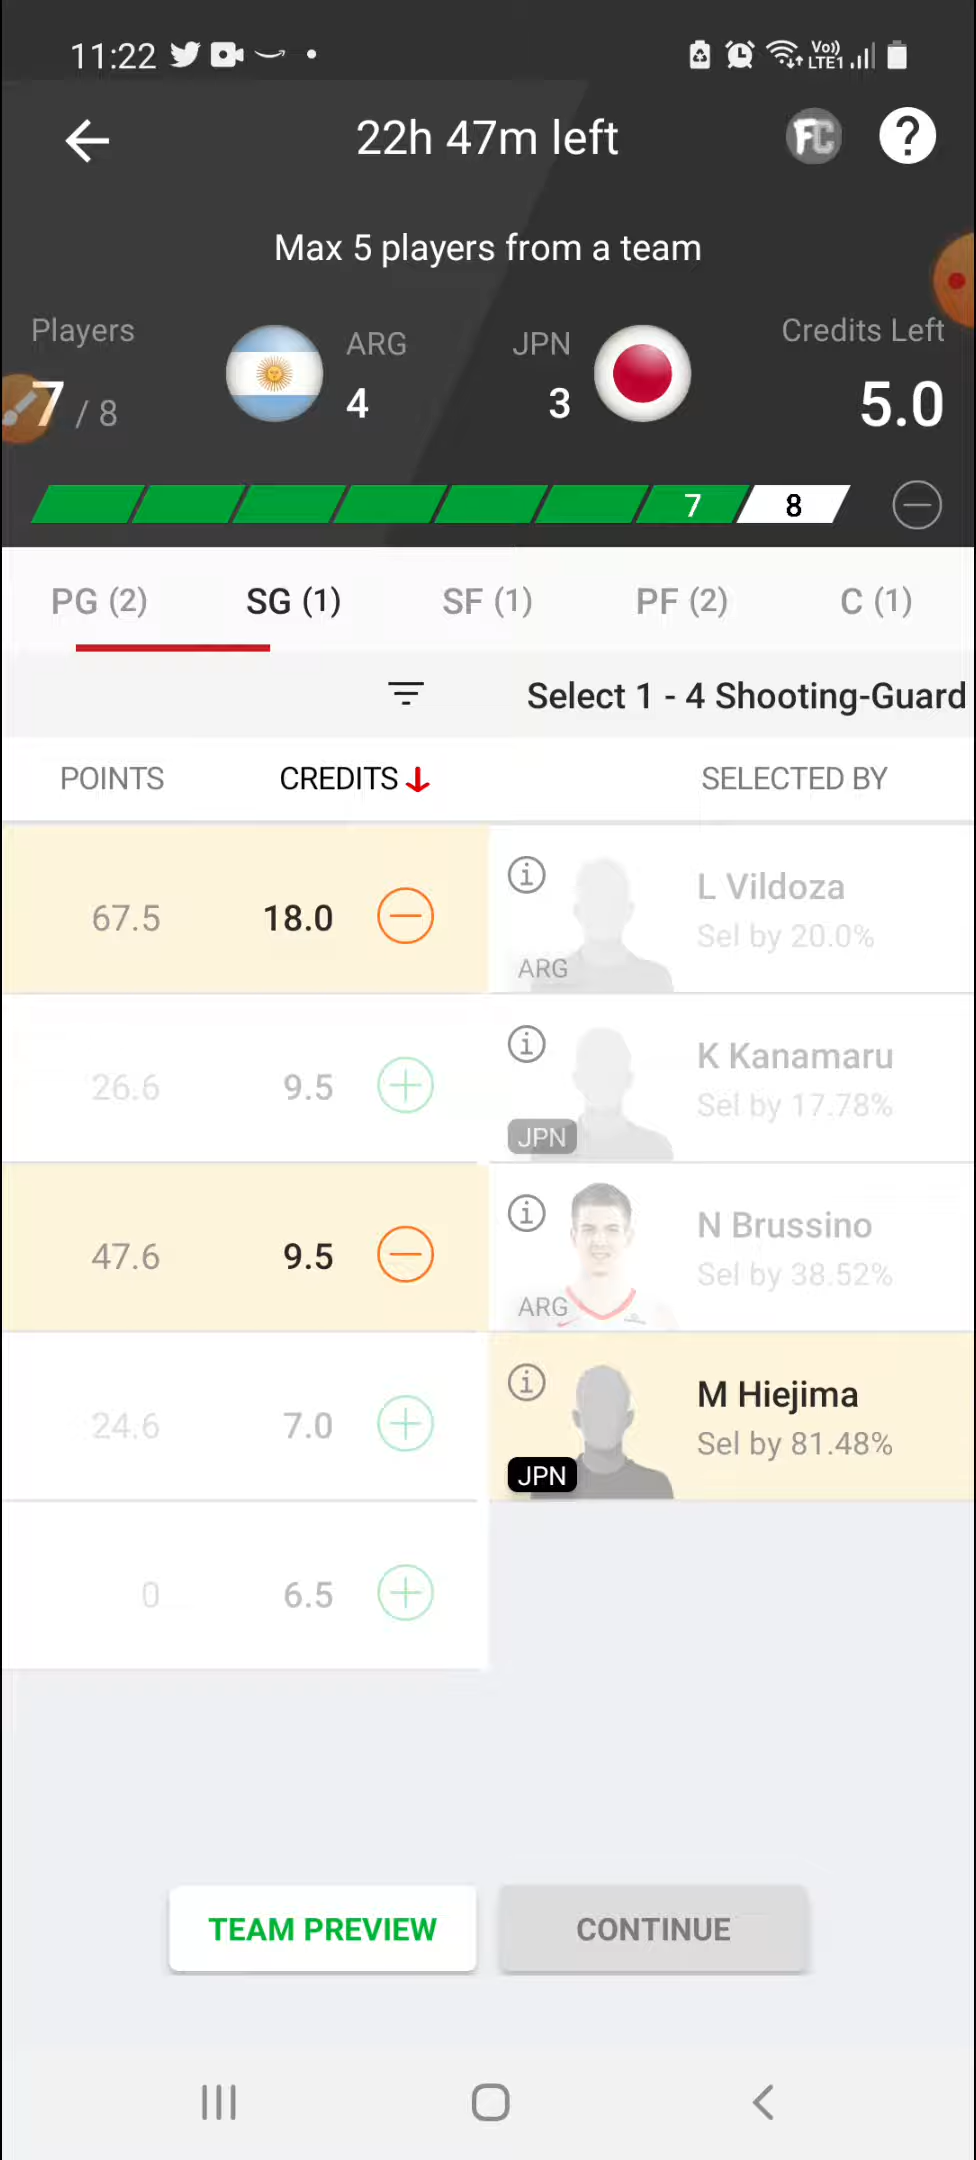 11:22 Vo)) LTE1
22h 47m left FC ?
Max 5 players from a team
Players ARG JPN Credits Left
7 / 8 4 3 5.0
7 8
PG (2) SG (1) SF (1) PF (2) C (1)
Select 1 - 4 Shooting-Guard
POINTS CREDITS SELECTED BY
67.5 18.0 ARG L Vildoza
Sel by 20.0%
26.6 9.5 JPN K Kanamaru
Sel by 17.78%
47.6 9.5 ARG N Brussino
Sel by 38.52%
24.6 7.0 JPN M Hiejima
Sel by 81.48%
0 6.5
TEAM PREVIEW CONTINUE